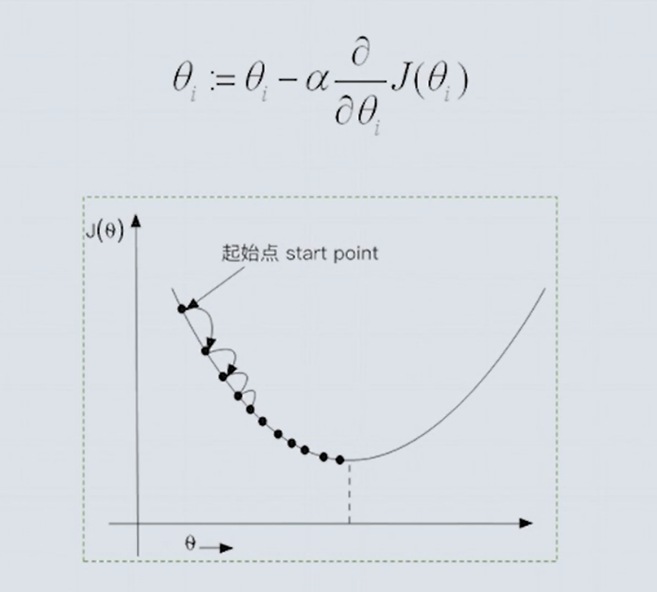 θᵢ := θᵢ − α ∂/∂θᵢ J(θᵢ)
J(θ)
起始点 start point
θ